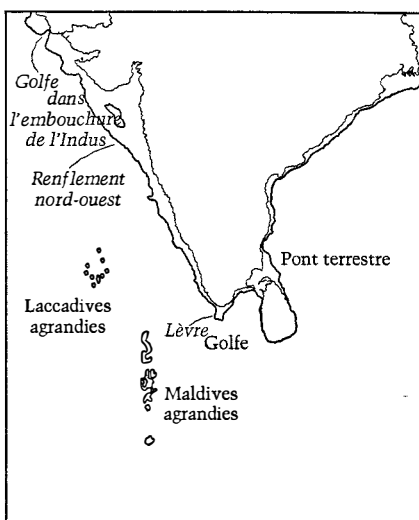 Golfe
dans
l'embouchure
de l'Indus
Renflement
nord-ouest
Pont terrestre
Laccadives
agrandies
Lèvre
Golfe
Maldives
agrandies